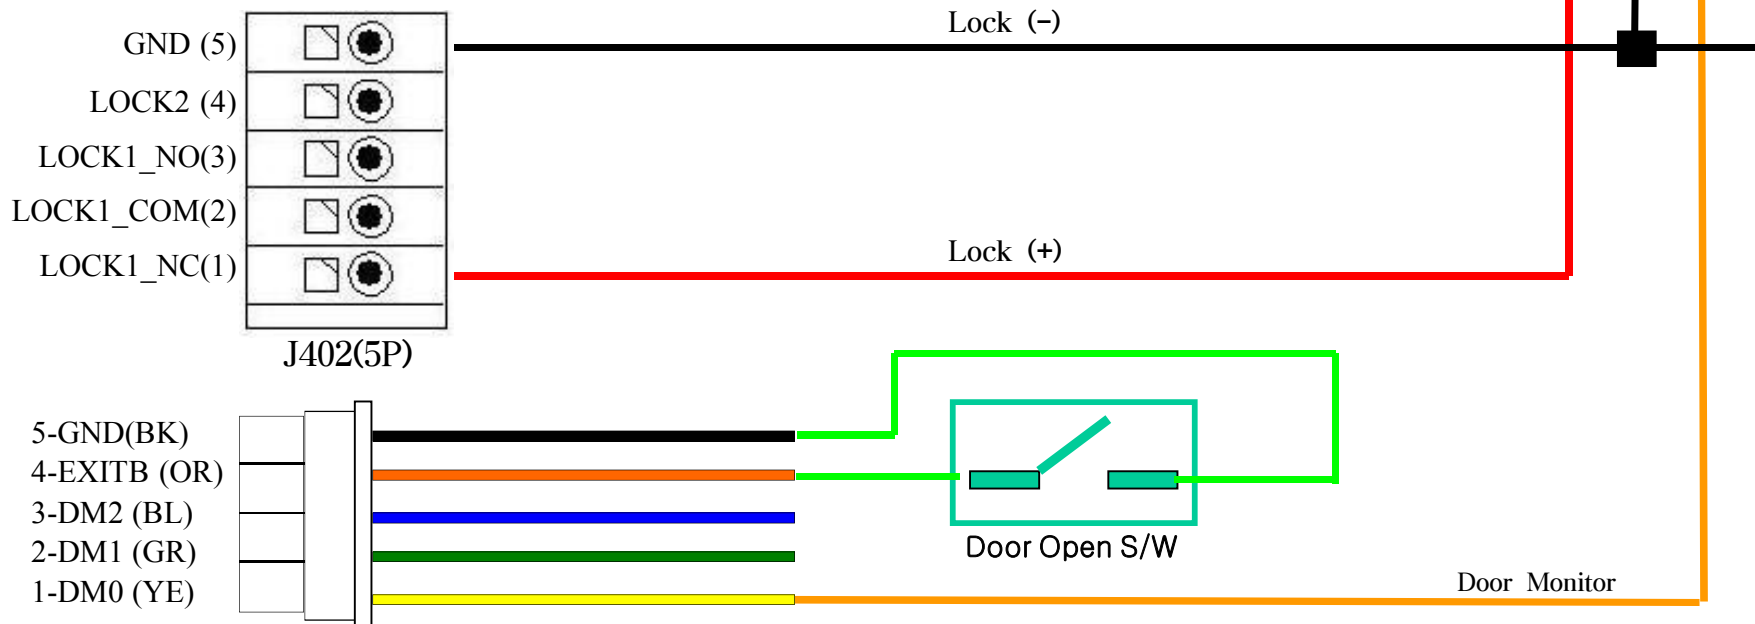 Lock (-)
GND (5)
LOCK2 (4)
LOCK1_NO(3)
LOCK1_COM(2)
LOCK1_NC(1)
Lock (+)
J402(5P)
5-GND(BK)
4-EXITB (OR)
3-DM2 (BL)
2-DM1 (GR)
1-DM0 (YE)
Door Open S/W
Door Monitor